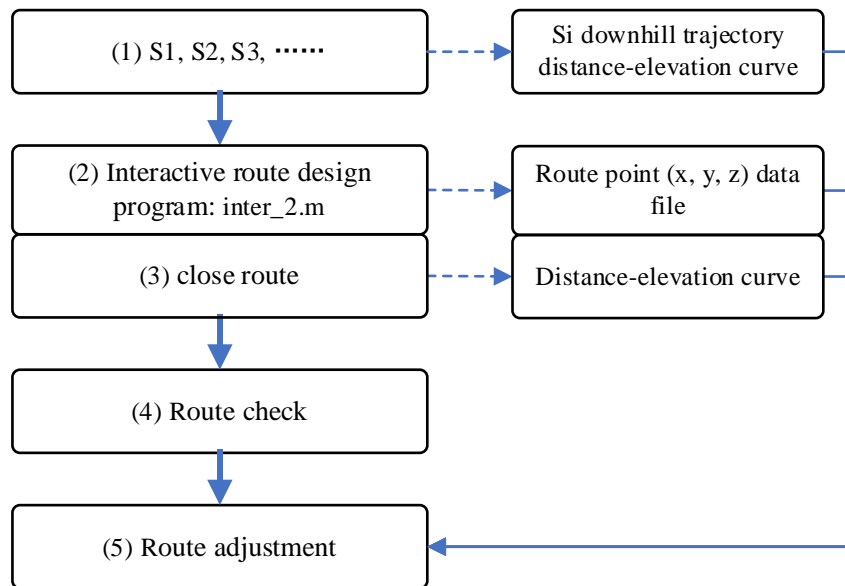 (1) S1, S2, S3, ……
Si downhill trajectory
distance-elevation curve
(2) Interactive route design
program: inter_2.m
Route point (x, y, z) data
file
(3) close route
Distance-elevation curve
(4) Route check
(5) Route adjustment